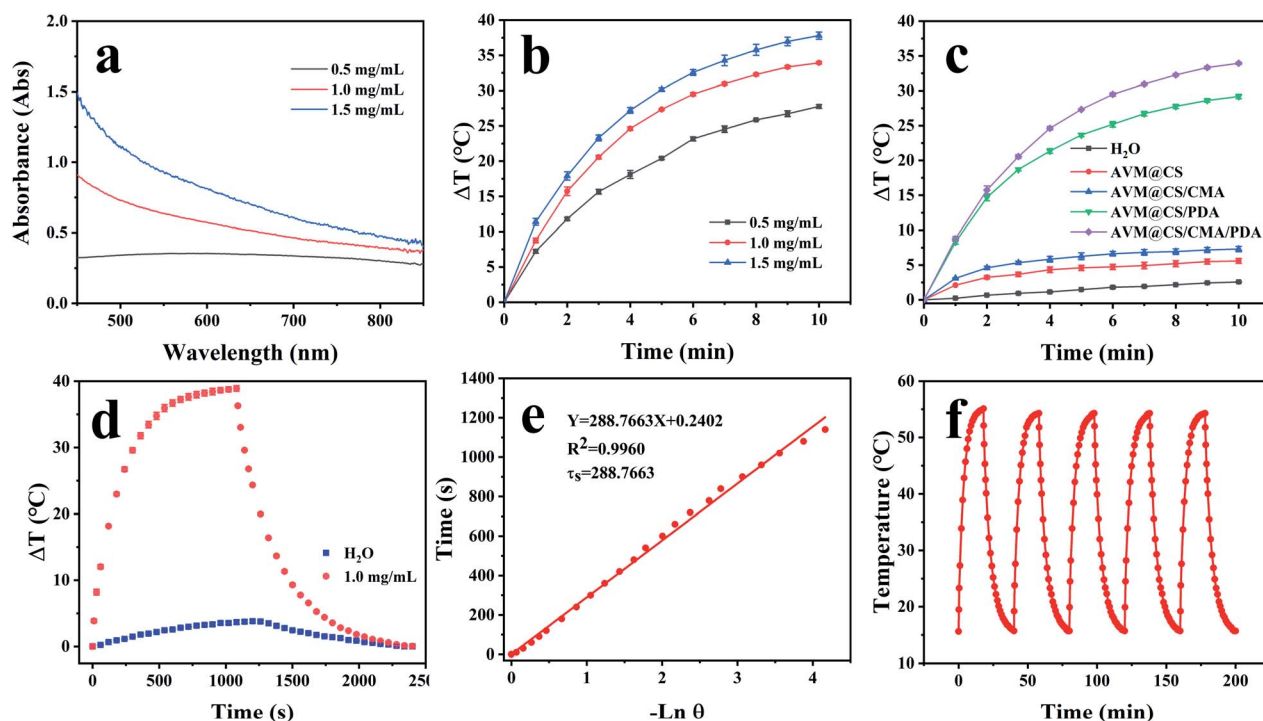 a
2.0
1.5
1.0
0.5
0.0
Absorbance (Abs)
0.5 mg/mL
1.0 mg/mL
1.5 mg/mL
500
600
700
800
Wavelength (nm)
b
40
35
30
25
20
15
10
5
0
ΔT (°C)
0.5 mg/mL
1.0 mg/mL
1.5 mg/mL
0
2
4
6
8
10
Time (min)
c
40
35
30
25
20
15
10
5
0
ΔT (°C)
H₂O
AVM@CS
AVM@CS/CMA
AVM@CS/PDA
AVM@CS/CMA/PDA
0
2
4
6
8
10
Time (min)
d
40
30
20
10
0
ΔT (°C)
H₂O
1.0 mg/mL
0
500
1000
1500
2000
Time (s)
e
1400
1200
1000
800
600
400
200
0
Time (s)
Y=288.7663X+0.2402
R²=0.9960
τs=288.7663
0
1
2
3
4
-Ln θ
f
60
50
40
30
20
10
Temperature (°C)
0
50
100
150
200
Time (min)